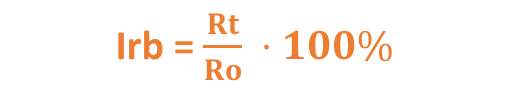 Irb = Rt/Ro · 100%